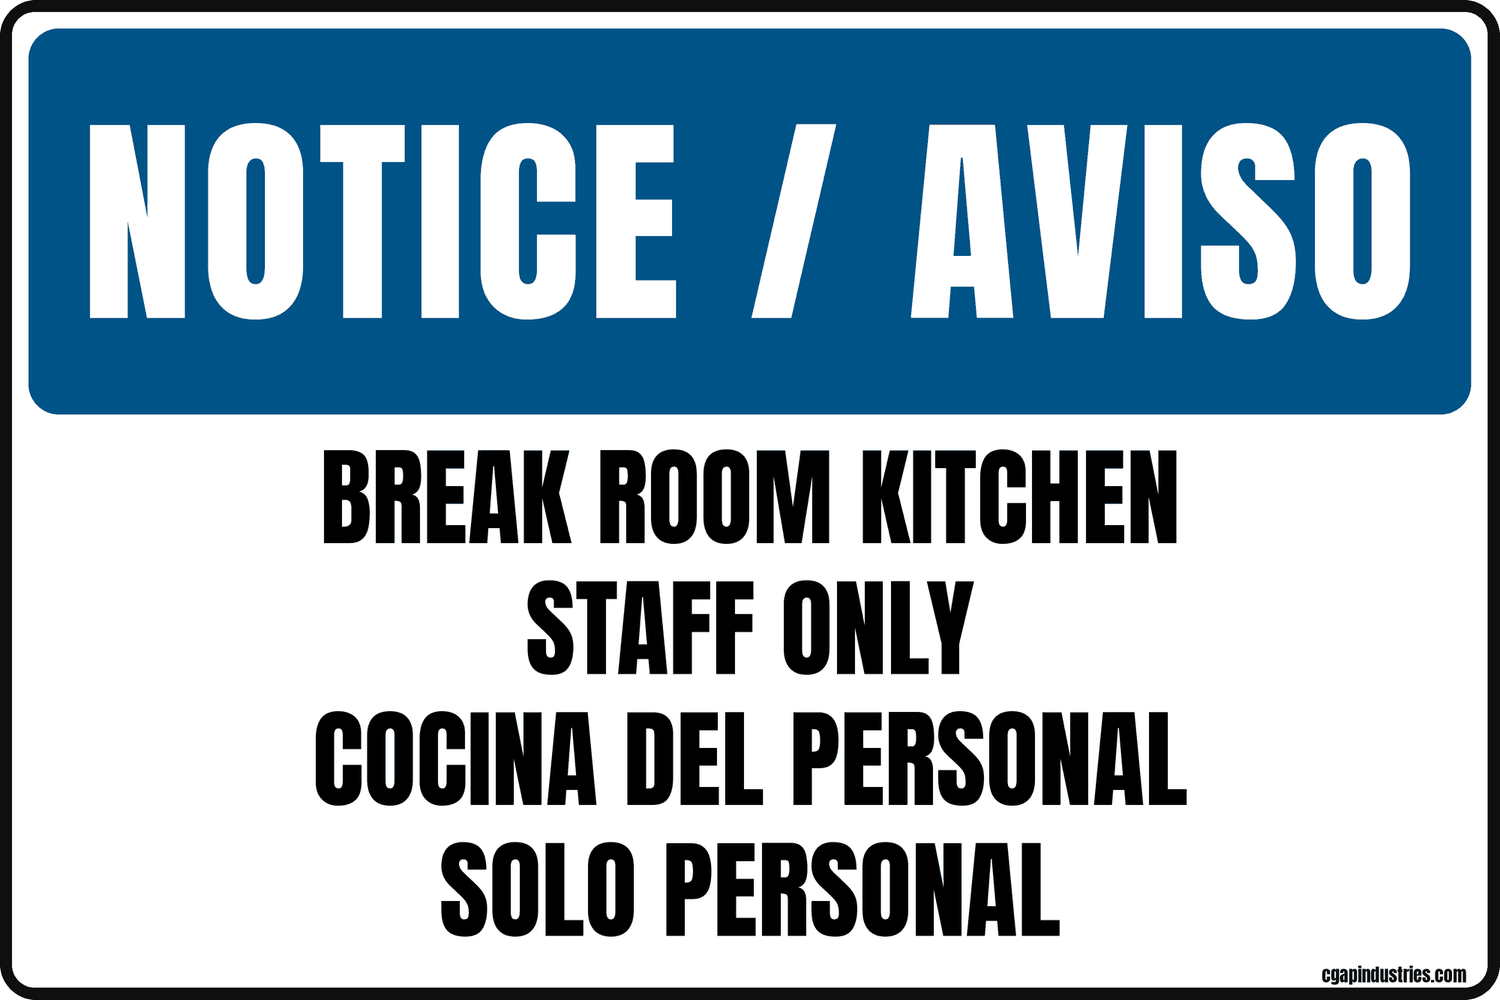 NOTICE / AVISO
BREAK ROOM KITCHEN
STAFF ONLY
COCINA DEL PERSONAL
SOLO PERSONAL
cgapindustries.com